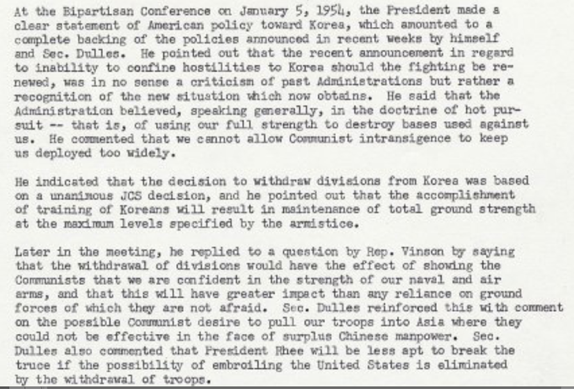 At the Bipartisan Conference on January 5, 1954, the President made a
clear statement of American policy toward Korea, which amounted to a
complete backing of the policies announced in recent weeks by himself
and Sec. Dulles. He pointed out that the recent announcement in regard
to inability to confine hostilities to Korea should the fighting be re-
newed, was in no sense a criticism of past Administrations but rather a
recognition of the new situation which now obtains. He said that the
Administration believed, speaking generally, in the doctrine of hot pur-
suit -- that is, of using our full strength to destroy bases used against
us. He commented that we cannot allow Communist intransigence to keep
us deployed too widely.
He indicated that the decision to withdraw divisions from Korea was based
on a unanimous JCS decision, and he pointed out that the accomplishment
of training of Koreans will result in maintenance of total ground strength
at the maximum levels specified by the armistice.
Later in the meeting, he replied to a question by Rep. Vinson by saying
that the withdrawal of divisions would have the effect of showing the
Communists that we are confident in the strength of our naval and air
arms, and that this will have greater impact than any reliance on ground
forces of which they are not afraid. Sec. Dulles reinforced this with comment
on the possible Communist desire to pull our troops into Asia where they
could not be effective in the face of surplus Chinese manpower. Sec.
Dulles also commented that President Rhee will be less apt to break the
truce if the possibility of embroiling the United States is eliminated
by the withdrawal of troops.